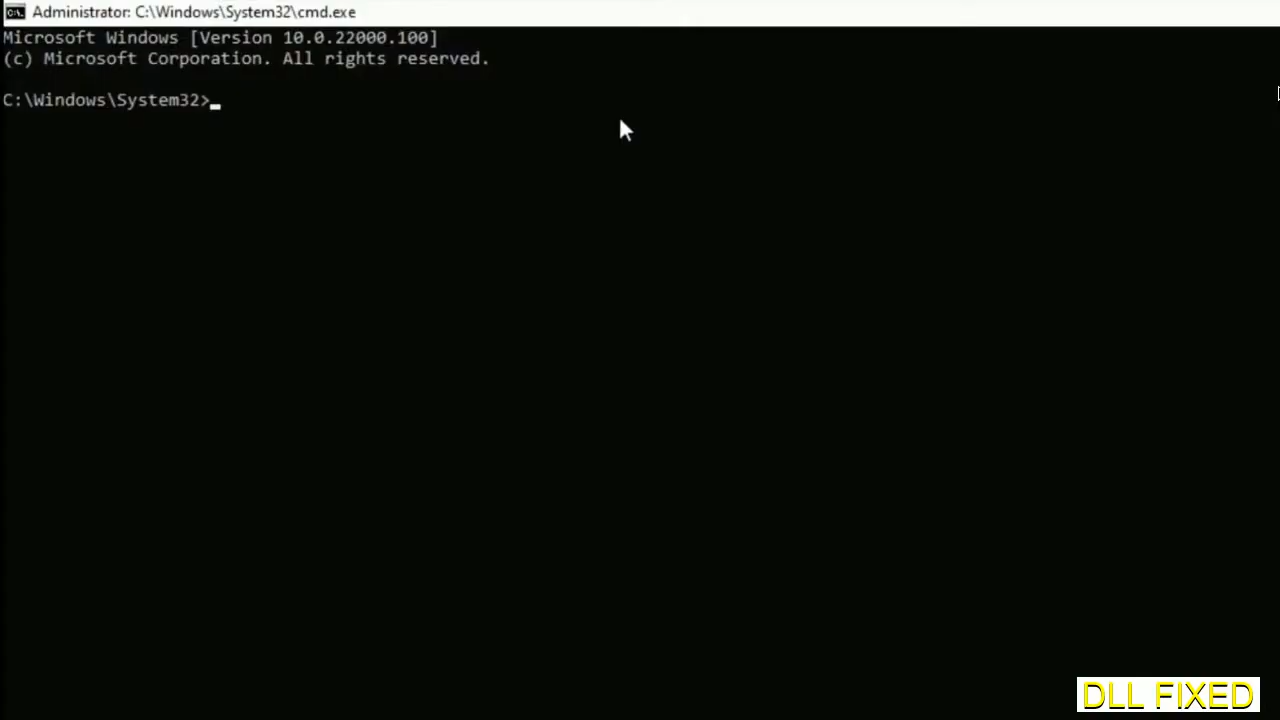 Administrator: C:\Windows\System32\cmd.exe
Microsoft Windows [Version 10.0.22000.100]
(c) Microsoft Corporation. All rights reserved.
C:\Windows\System32>
DLL FIXED